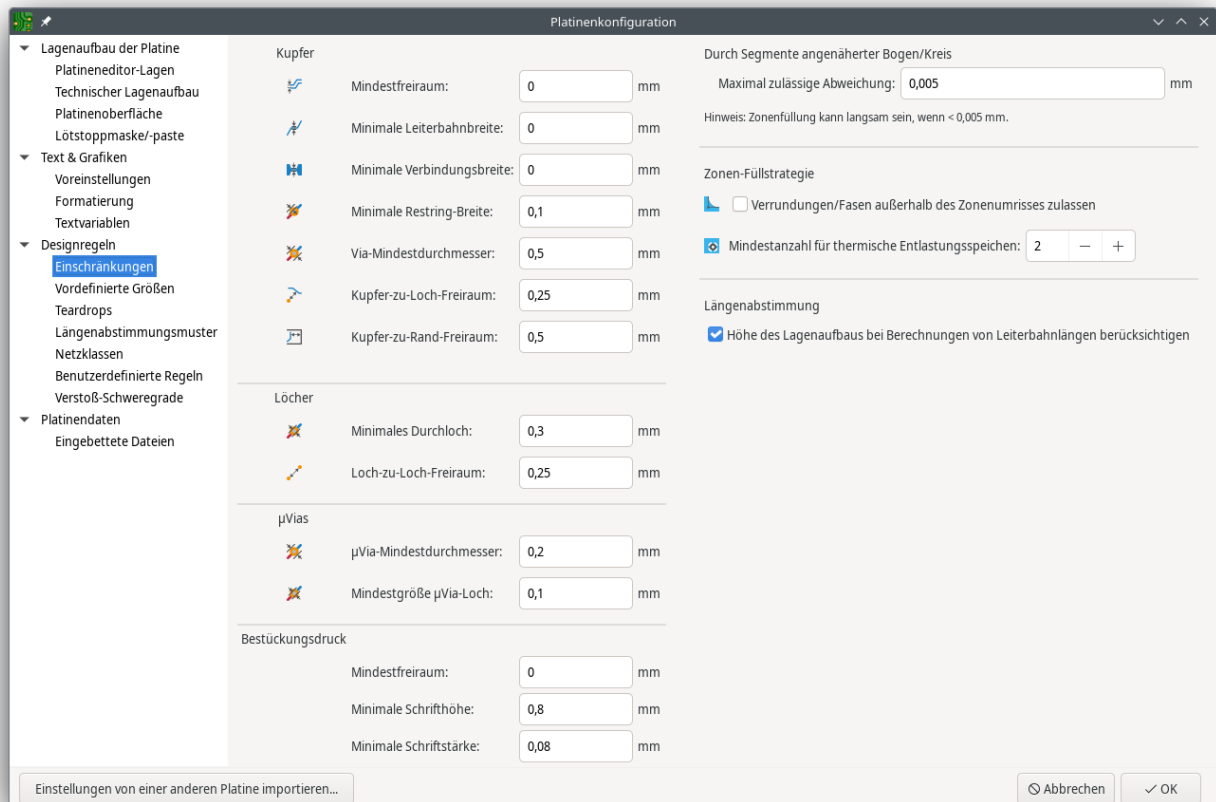 Platinenkonfiguration
Lagenaufbau der Platine
Platineneditor-Lagen
Technischer Lagenaufbau
Platinenoberfläche
Lötstoppmaske/-paste
Text & Grafiken
Voreinstellungen
Formatierung
Textvariablen
Designregeln
Einschränkungen
Vordefinierte Größen
Teardrops
Längenabstimmungsmuster
Netzklassen
Benutzerdefinierte Regeln
Verstoß-Schweregrade
Platinendaten
Eingebettete Dateien
Kupfer
Mindestfreiraum: 0 mm
Minimale Leiterbahnbreite: 0 mm
Minimale Verbindungsbreite: 0 mm
Minimale Restring-Breite: 0,1 mm
Via-Mindestdurchmesser: 0,5 mm
Kupfer-zu-Loch-Freiraum: 0,25 mm
Kupfer-zu-Rand-Freiraum: 0,5 mm
Löcher
Minimales Durchloch: 0,3 mm
Loch-zu-Loch-Freiraum: 0,25 mm
µVias
µVia-Mindestdurchmesser: 0,2 mm
Mindestgröße µVia-Loch: 0,1 mm
Bestückungsdruck
Mindestfreiraum: 0 mm
Minimale Schrifthöhe: 0,8 mm
Minimale Schriftstärke: 0,08 mm
Durch Segmente angenäherter Bogen/Kreis
Maximal zulässige Abweichung: 0,005 mm
Hinweis: Zonenfüllung kann langsam sein, wenn < 0,005 mm.
Zonen-Füllstrategie
Verrundungen/Fasen außerhalb des Zonenumrisses zulassen
Mindestanzahl für thermische Entlastungsspeichen: 2 − +
Längenabstimmung
Höhe des Lagenaufbaus bei Berechnungen von Leiterbahnlängen berücksichtigen
Einstellungen von einer anderen Platine importieren...
Abbrechen
OK